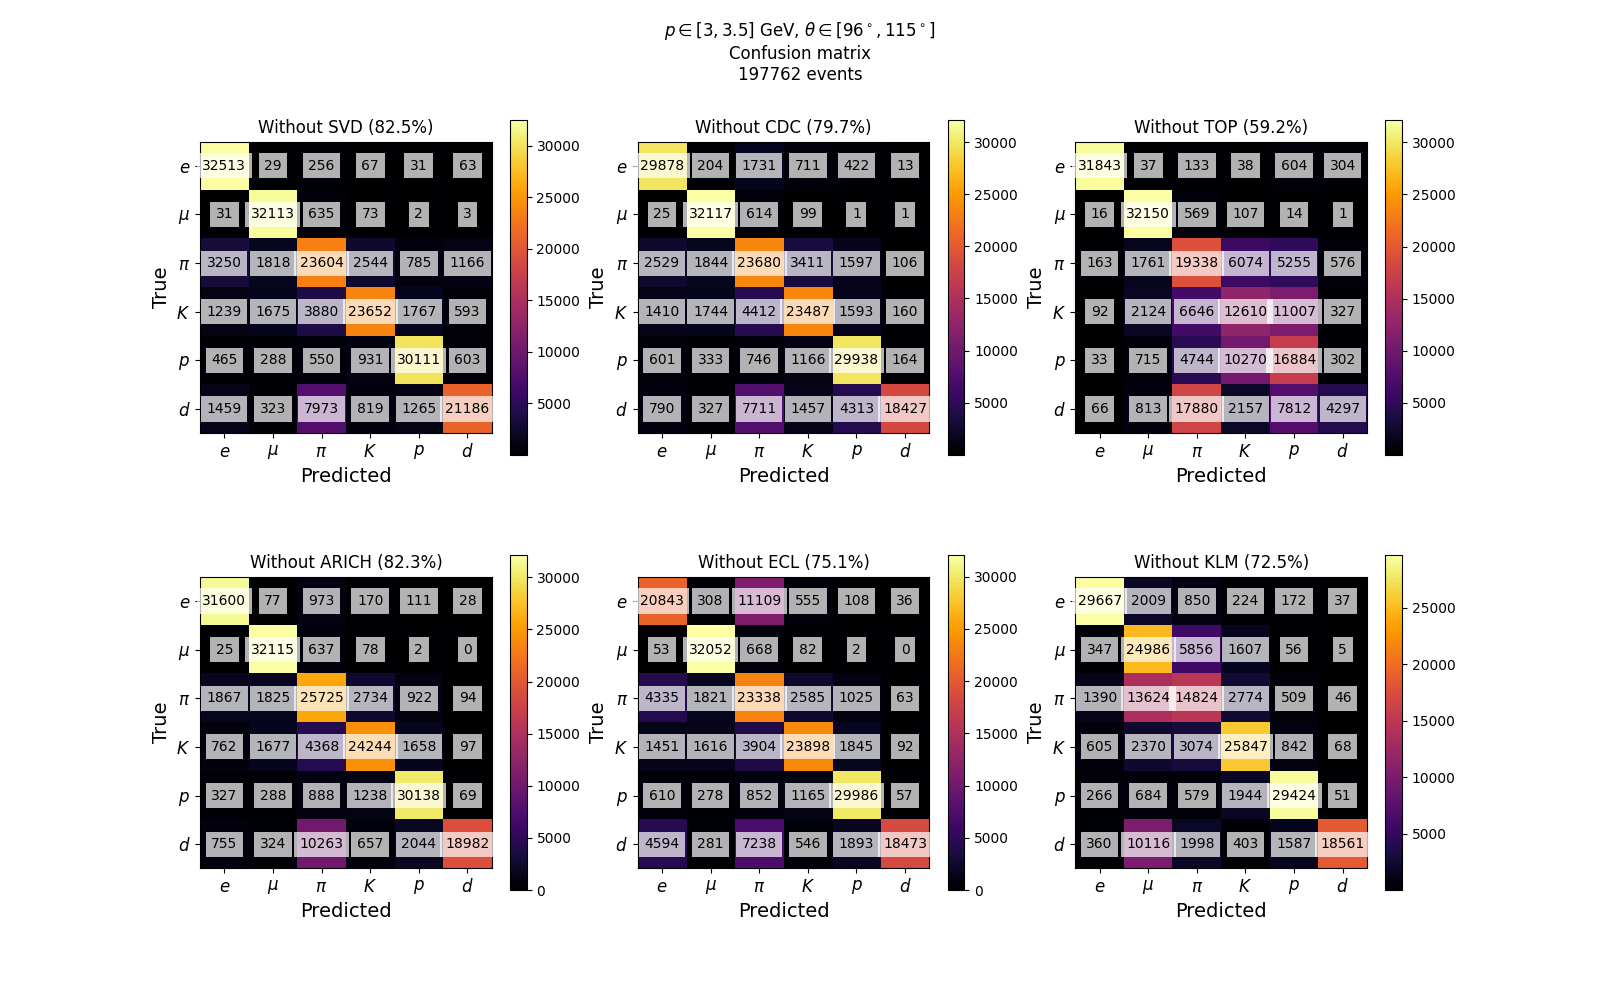 p ∈ [3, 3.5] GeV, θ ∈ [96°, 115°]
Confusion matrix
197762 events
Without SVD (82.5%)
e 32513 29 256 67 31 63
μ 31 32113 635 73 2 3
π 3250 1818 23604 2544 785 1166
K 1239 1675 3880 23652 1767 593
p 465 288 550 931 30111 603
d 1459 323 7973 819 1265 21186
e μ π K p d
True
Predicted
30000
25000
20000
15000
10000
5000
Without CDC (79.7%)
e 29878 204 1731 711 422 13
μ 25 32117 614 99 1 1
π 2529 1844 23680 3411 1597 106
K 1410 1744 4412 23487 1593 160
p 601 333 746 1166 29938 164
d 790 327 7711 1457 4313 18427
e μ π K p d
True
Predicted
30000
25000
20000
15000
10000
5000
Without TOP (59.2%)
e 31843 37 133 38 604 304
μ 16 32150 569 107 14 1
π 163 1761 19338 6074 5255 576
K 92 2124 6646 12610 11007 327
p 33 715 4744 10270 16884 302
d 66 813 17880 2157 7812 4297
e μ π K p d
True
Predicted
30000
25000
20000
15000
10000
5000
Without ARICH (82.3%)
e 31600 77 973 170 111 28
μ 25 32115 637 78 2 0
π 1867 1825 25725 2734 922 94
K 762 1677 4368 24244 1658 97
p 327 288 888 1238 30138 69
d 755 324 10263 657 2044 18982
e μ π K p d
True
Predicted
30000
25000
20000
15000
10000
5000
0
Without ECL (75.1%)
e 20843 308 11109 555 108 36
μ 53 32052 668 82 2 0
π 4335 1821 23338 2585 1025 63
K 1451 1616 3904 23898 1845 92
p 610 278 852 1165 29986 57
d 4594 281 7238 546 1893 18473
e μ π K p d
True
Predicted
30000
25000
20000
15000
10000
5000
0
Without KLM (72.5%)
e 29667 2009 850 224 172 37
μ 347 24986 5856 1607 56 5
π 1390 13624 14824 2774 509 46
K 605 2370 3074 25847 842 68
p 266 684 579 1944 29424 51
d 360 10116 1998 403 1587 18561
e μ π K p d
True
Predicted
25000
20000
15000
10000
5000